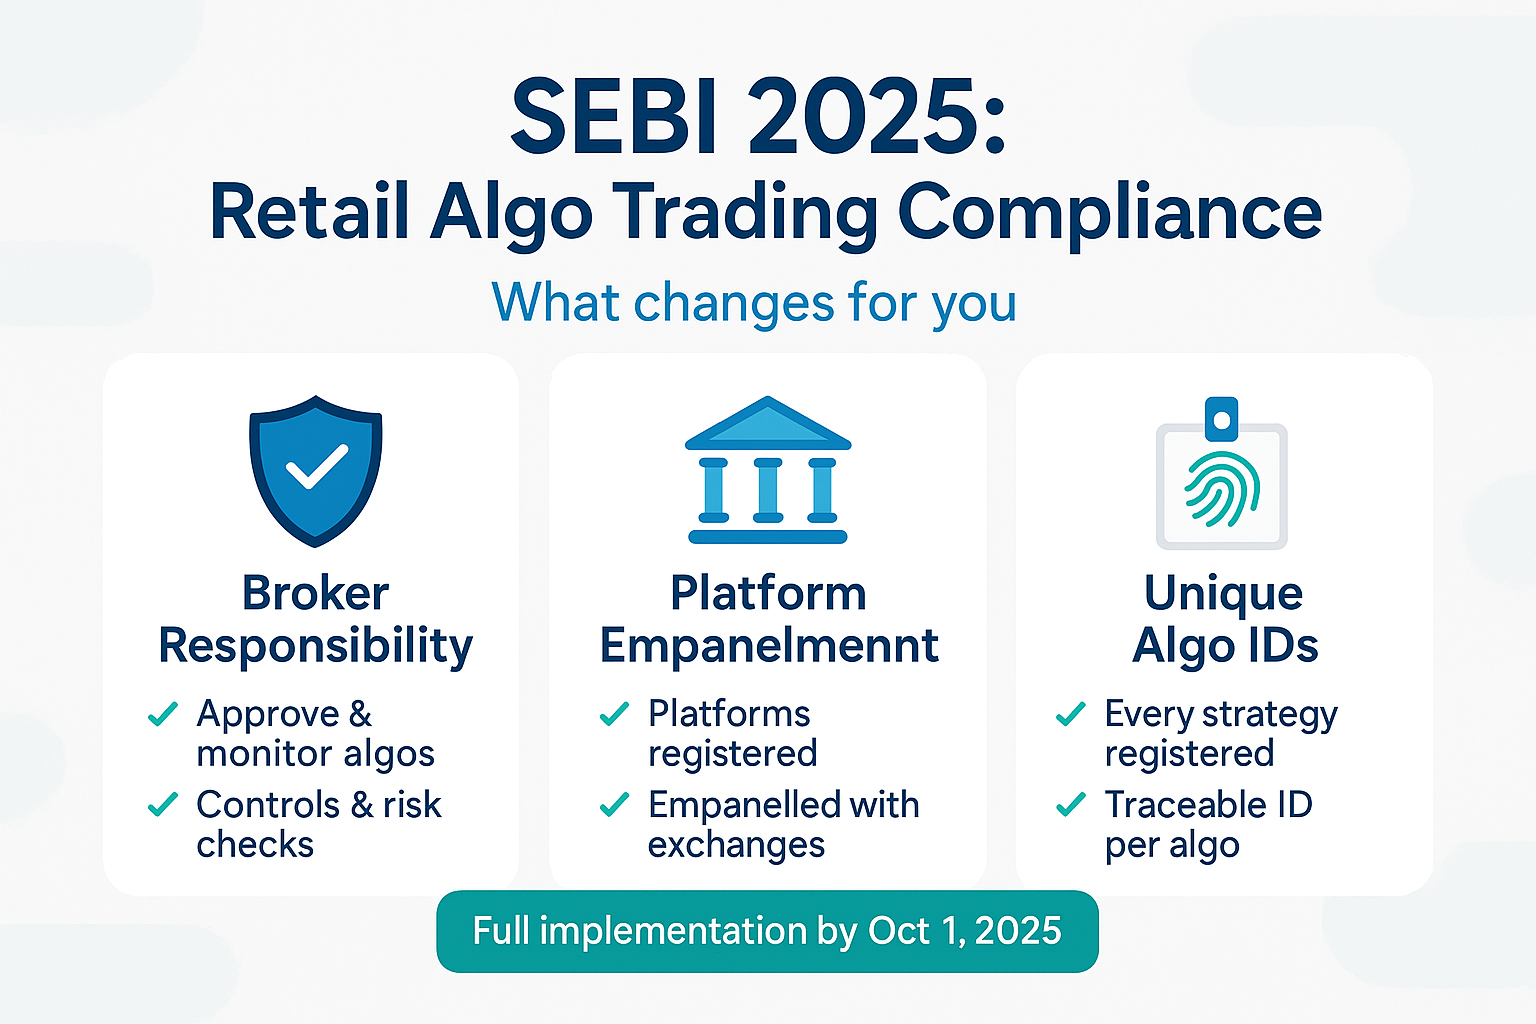 SEBI 2025:
Retail Algo Trading Compliance
What changes for you
Broker
Responsibility
Approve &
monitor algos
Controls & risk
checks
Platform
Empanelmennt
Platforms
registered
Empanelled with
exchanges
Unique
Algo IDs
Every strategy
registered
Traceable ID
per algo
Full implementation by Oct 1, 2025